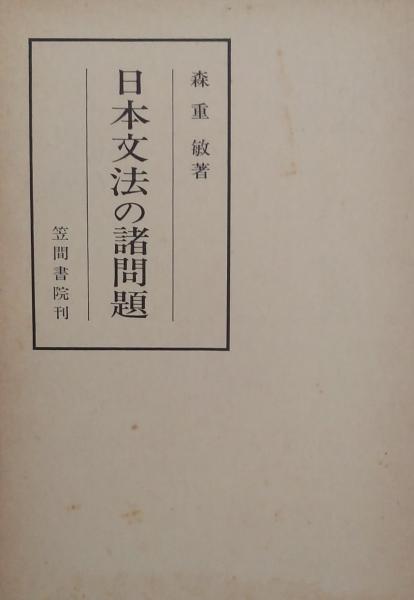 森重敏著
日本文法の諸問題
笠間書院刊